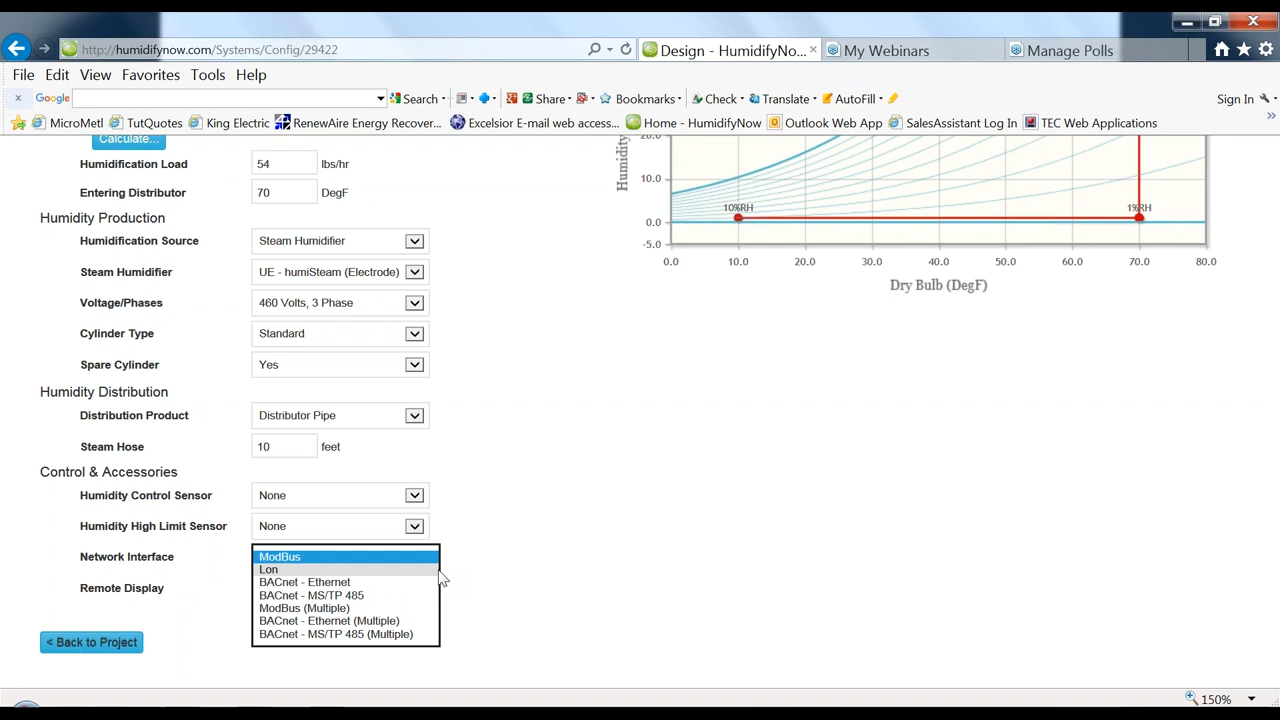 http://humidifynow.com/Systems/Config/29422
Design - HumidifyNo...
My Webinars
Manage Polls
File Edit View Favorites Tools Help
x Google Search Share Bookmarks Check Translate AutoFill Sign In
MicroMetl TutQuotes King Electric RenewAire Energy Recover... Excelsior E-mail web access... Home - HumidifyNow Outlook Web App SalesAssistant Log In TEC Web Applications
Calculate...
Humidification Load 54 lbs/hr
Entering Distributor 70 DegF
Humidity Production
Humidification Source Steam Humidifier
Steam Humidifier UE - humiSteam (Electrode)
Voltage/Phases 460 Volts, 3 Phase
Cylinder Type Standard
Spare Cylinder Yes
Humidity Distribution
Distribution Product Distributor Pipe
Steam Hose 10 feet
Control & Accessories
Humidity Control Sensor None
Humidity High Limit Sensor None
Network Interface ModBus
Lon
BACnet - Ethernet
Remote Display BACnet - MS/TP 485
ModBus (Multiple)
BACnet - Ethernet (Multiple)
BACnet - MS/TP 485 (Multiple)
< Back to Project
Humidity
20.0
10.0
0.0
-5.0
10%RH
1%RH
0.0 10.0 20.0 30.0 40.0 50.0 60.0 70.0 80.0
Dry Bulb (DegF)
150%